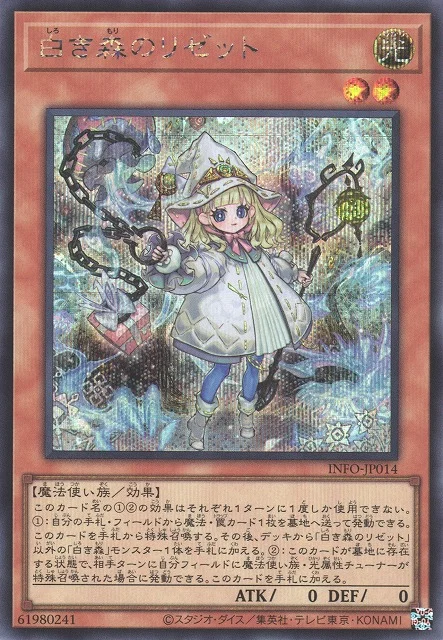 白き森のリゼット
光
INFO-JP014
【魔法使い族／効果】
このカード名の①②の効果はそれぞれ1ターンに1度しか使用できない。
①：自分の手札・フィールドから魔法・罠カード1枚を墓地へ送って発動できる。
このカードを手札から特殊召喚する。その後、デッキから「白き森のリゼット」
以外の「白き森」モンスター1体を手札に加える。②：このカードが墓地に存在
する状態で、相手ターンに自分フィールドに魔法使い族・光属性チューナーが
特殊召喚された場合に発動できる。このカードを手札に加える。
ATK/ 0 DEF/ 0
61980241 ©スタジオ・ダイス／集英社・テレビ東京・KONAMI